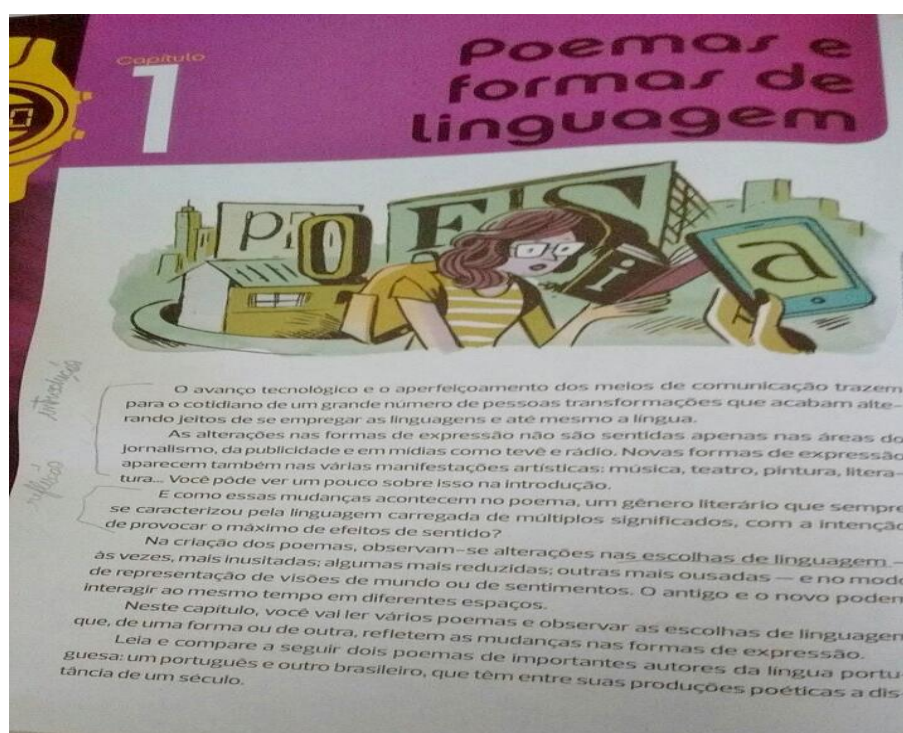 Capítulo
1
Poemas e
formas de
linguagem
POESia
introdução
reflexão
O avanço tecnológico e o aperfeiçoamento dos meios de comunicação trazem
para o cotidiano de um grande número de pessoas transformações que acabam alte-
rando jeitos de se empregar as linguagens e até mesmo a língua.
As alterações nas formas de expressão não são sentidas apenas nas áreas do
jornalismo, da publicidade e em mídias como tevê e rádio. Novas formas de expressão
aparecem também nas várias manifestações artísticas: música, teatro, pintura, litera-
tura... Você pôde ver um pouco sobre isso na introdução.
E como essas mudanças acontecem no poema, um gênero literário que sempre
se caracterizou pela linguagem carregada de múltiplos significados, com a intenção
de provocar o máximo de efeitos de sentido?
Na criação dos poemas, observam-se alterações nas escolhas de linguagem –
às vezes, mais inusitadas; algumas mais reduzidas; outras mais ousadas — e no modo
de representação de visões de mundo ou de sentimentos. O antigo e o novo podem
interagir ao mesmo tempo em diferentes espaços.
Neste capítulo, você vai ler vários poemas e observar as escolhas de linguagem
que, de uma forma ou de outra, refletem as mudanças nas formas de expressão.
Leia e compare a seguir dois poemas de importantes autores da língua portu-
guesa: um português e outro brasileiro, que têm entre suas produções poéticas a dis-
tância de um século.